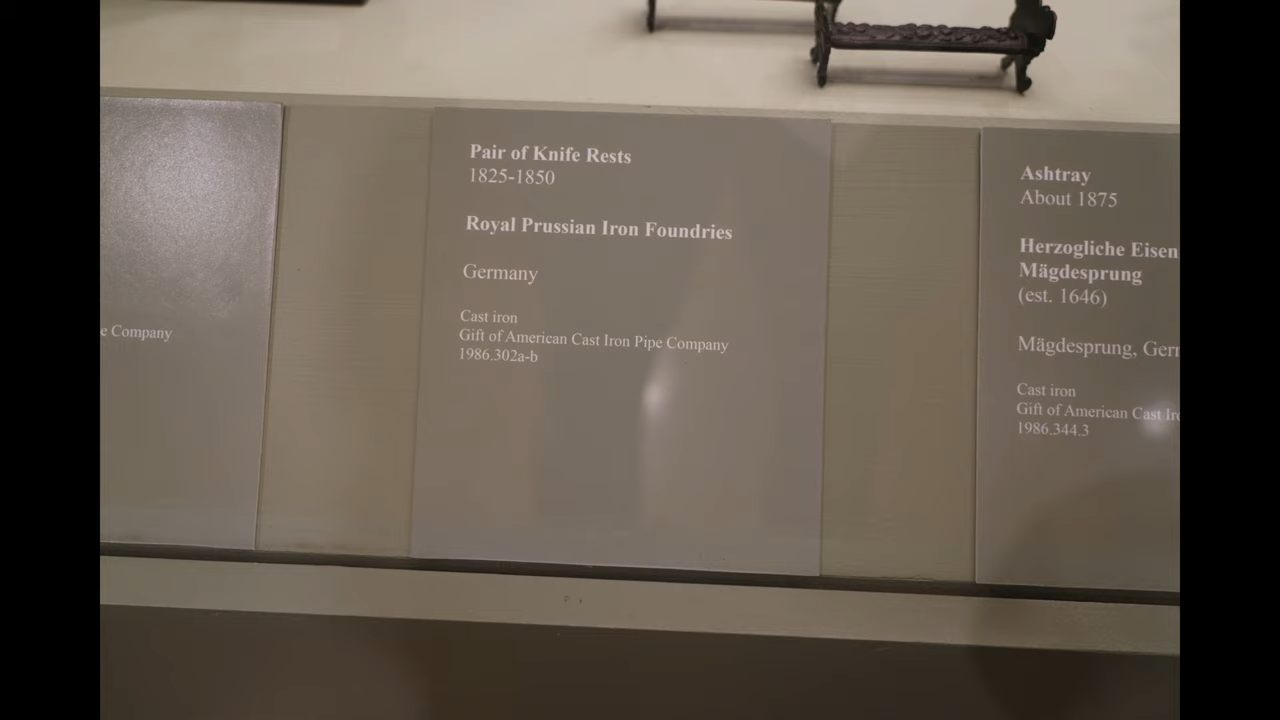 e Company
Pair of Knife Rests
1825-1850
Royal Prussian Iron Foundries
Germany
Cast iron
Gift of American Cast Iron Pipe Company
1986.302a-b
Ashtray
About 1875
Herzogliche Eisen
Mägdesprung
(est. 1646)
Mägdesprung, Ger
Cast iron
Gift of American Cast Iro
1986.344.3